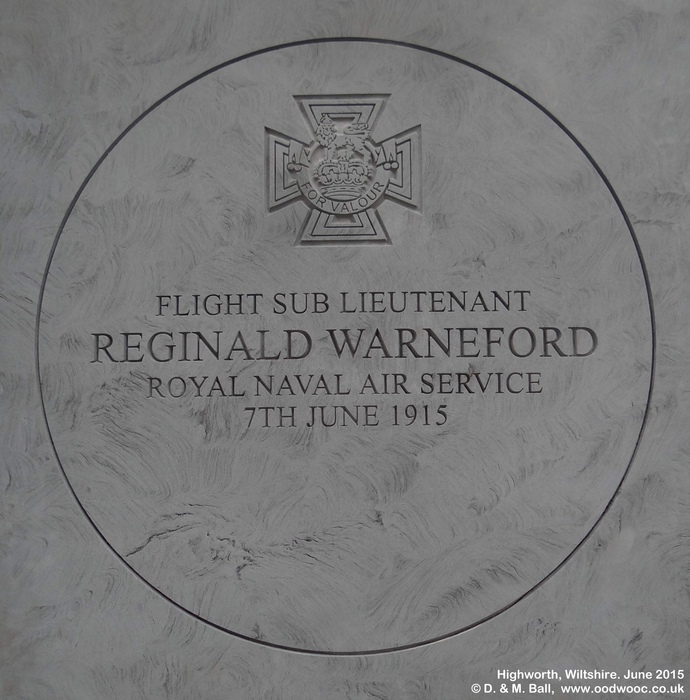 FOR VALOUR
FLIGHT SUB LIEUTENANT
REGINALD WARNEFORD
ROYAL NAVAL AIR SERVICE
7TH JUNE 1915
Highworth, Wiltshire. June 2015
© D. & M. Ball, www.oodwooc.co.uk